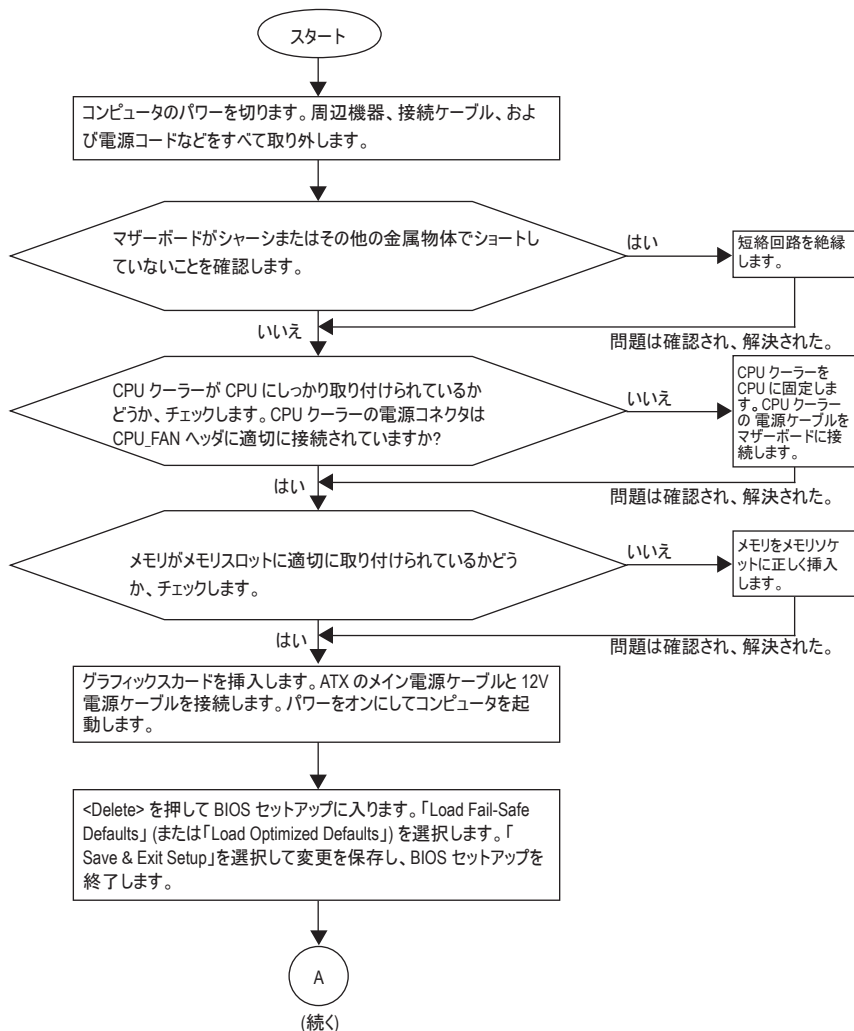 スタート
コンピュータのパワーを切ります。周辺機器、接続ケーブル、およ
び電源コードなどをすべて取り外します。
マザーボードがシャーシまたはその他の金属物体でショートし
ていないことを確認します。
はい
短絡回路を絶縁
します。
いいえ
問題は確認され、解決された。
CPU クーラーが CPU にしっかり取り付けられているか
どうか、チェックします。CPU クーラーの電源コネクタは
CPU_FAN ヘッダに適切に接続されていますか?
いいえ
CPU クーラーを
CPU に固定しま
す。CPU クーラー
の 電源ケーブルを
マザーボードに接
続します。
はい
問題は確認され、解決された。
メモリがメモリスロットに適切に取り付けられているかどう
か、チェックします。
いいえ
メモリをメモリソケ
ットに正しく挿入
します。
はい
問題は確認され、解決された。
グラフィックスカードを挿入します。ATX のメイン電源ケーブルと 12V
電源ケーブルを接続します。パワーをオンにしてコンピュータを起
動します。
<Delete> を押して BIOS セットアップに入ります。「Load Fail-Safe
Defaults」 (または「Load Optimized Defaults」) を選択します。「
Save & Exit Setup」を選択して変更を保存し、BIOS セットアップを
終了します。
A
(続く)